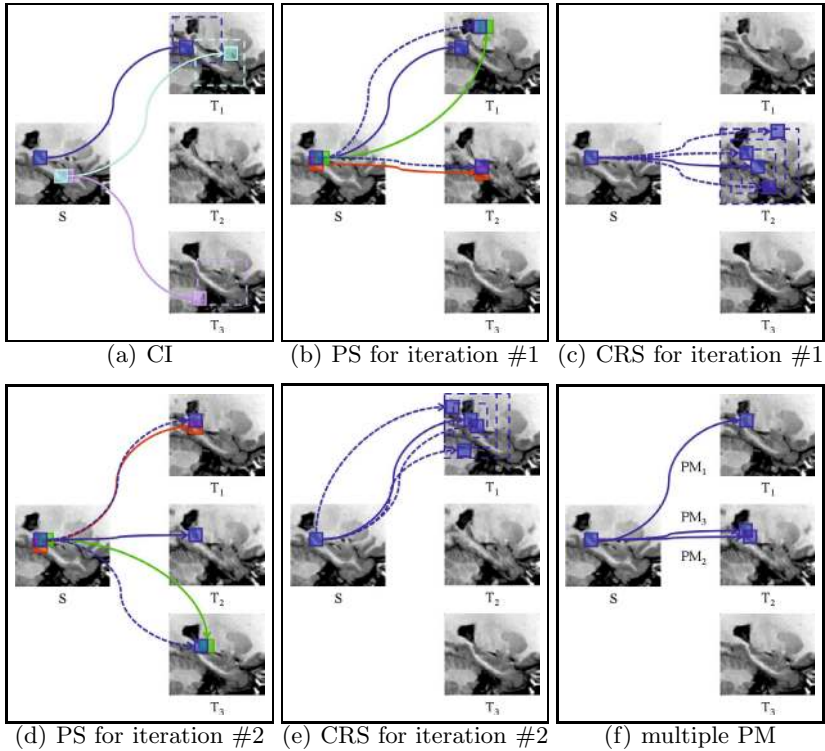 T1
S
T2
T3
(a) CI
T1
S
T2
T3
(b) PS for iteration #1
T1
S
T2
T3
(c) CRS for iteration #1
T1
S
T2
T3
(d) PS for iteration #2
T1
S
T2
T3
(e) CRS for iteration #2
PM1
T1
PM3
PM2
S
T2
T3
(f) multiple PM